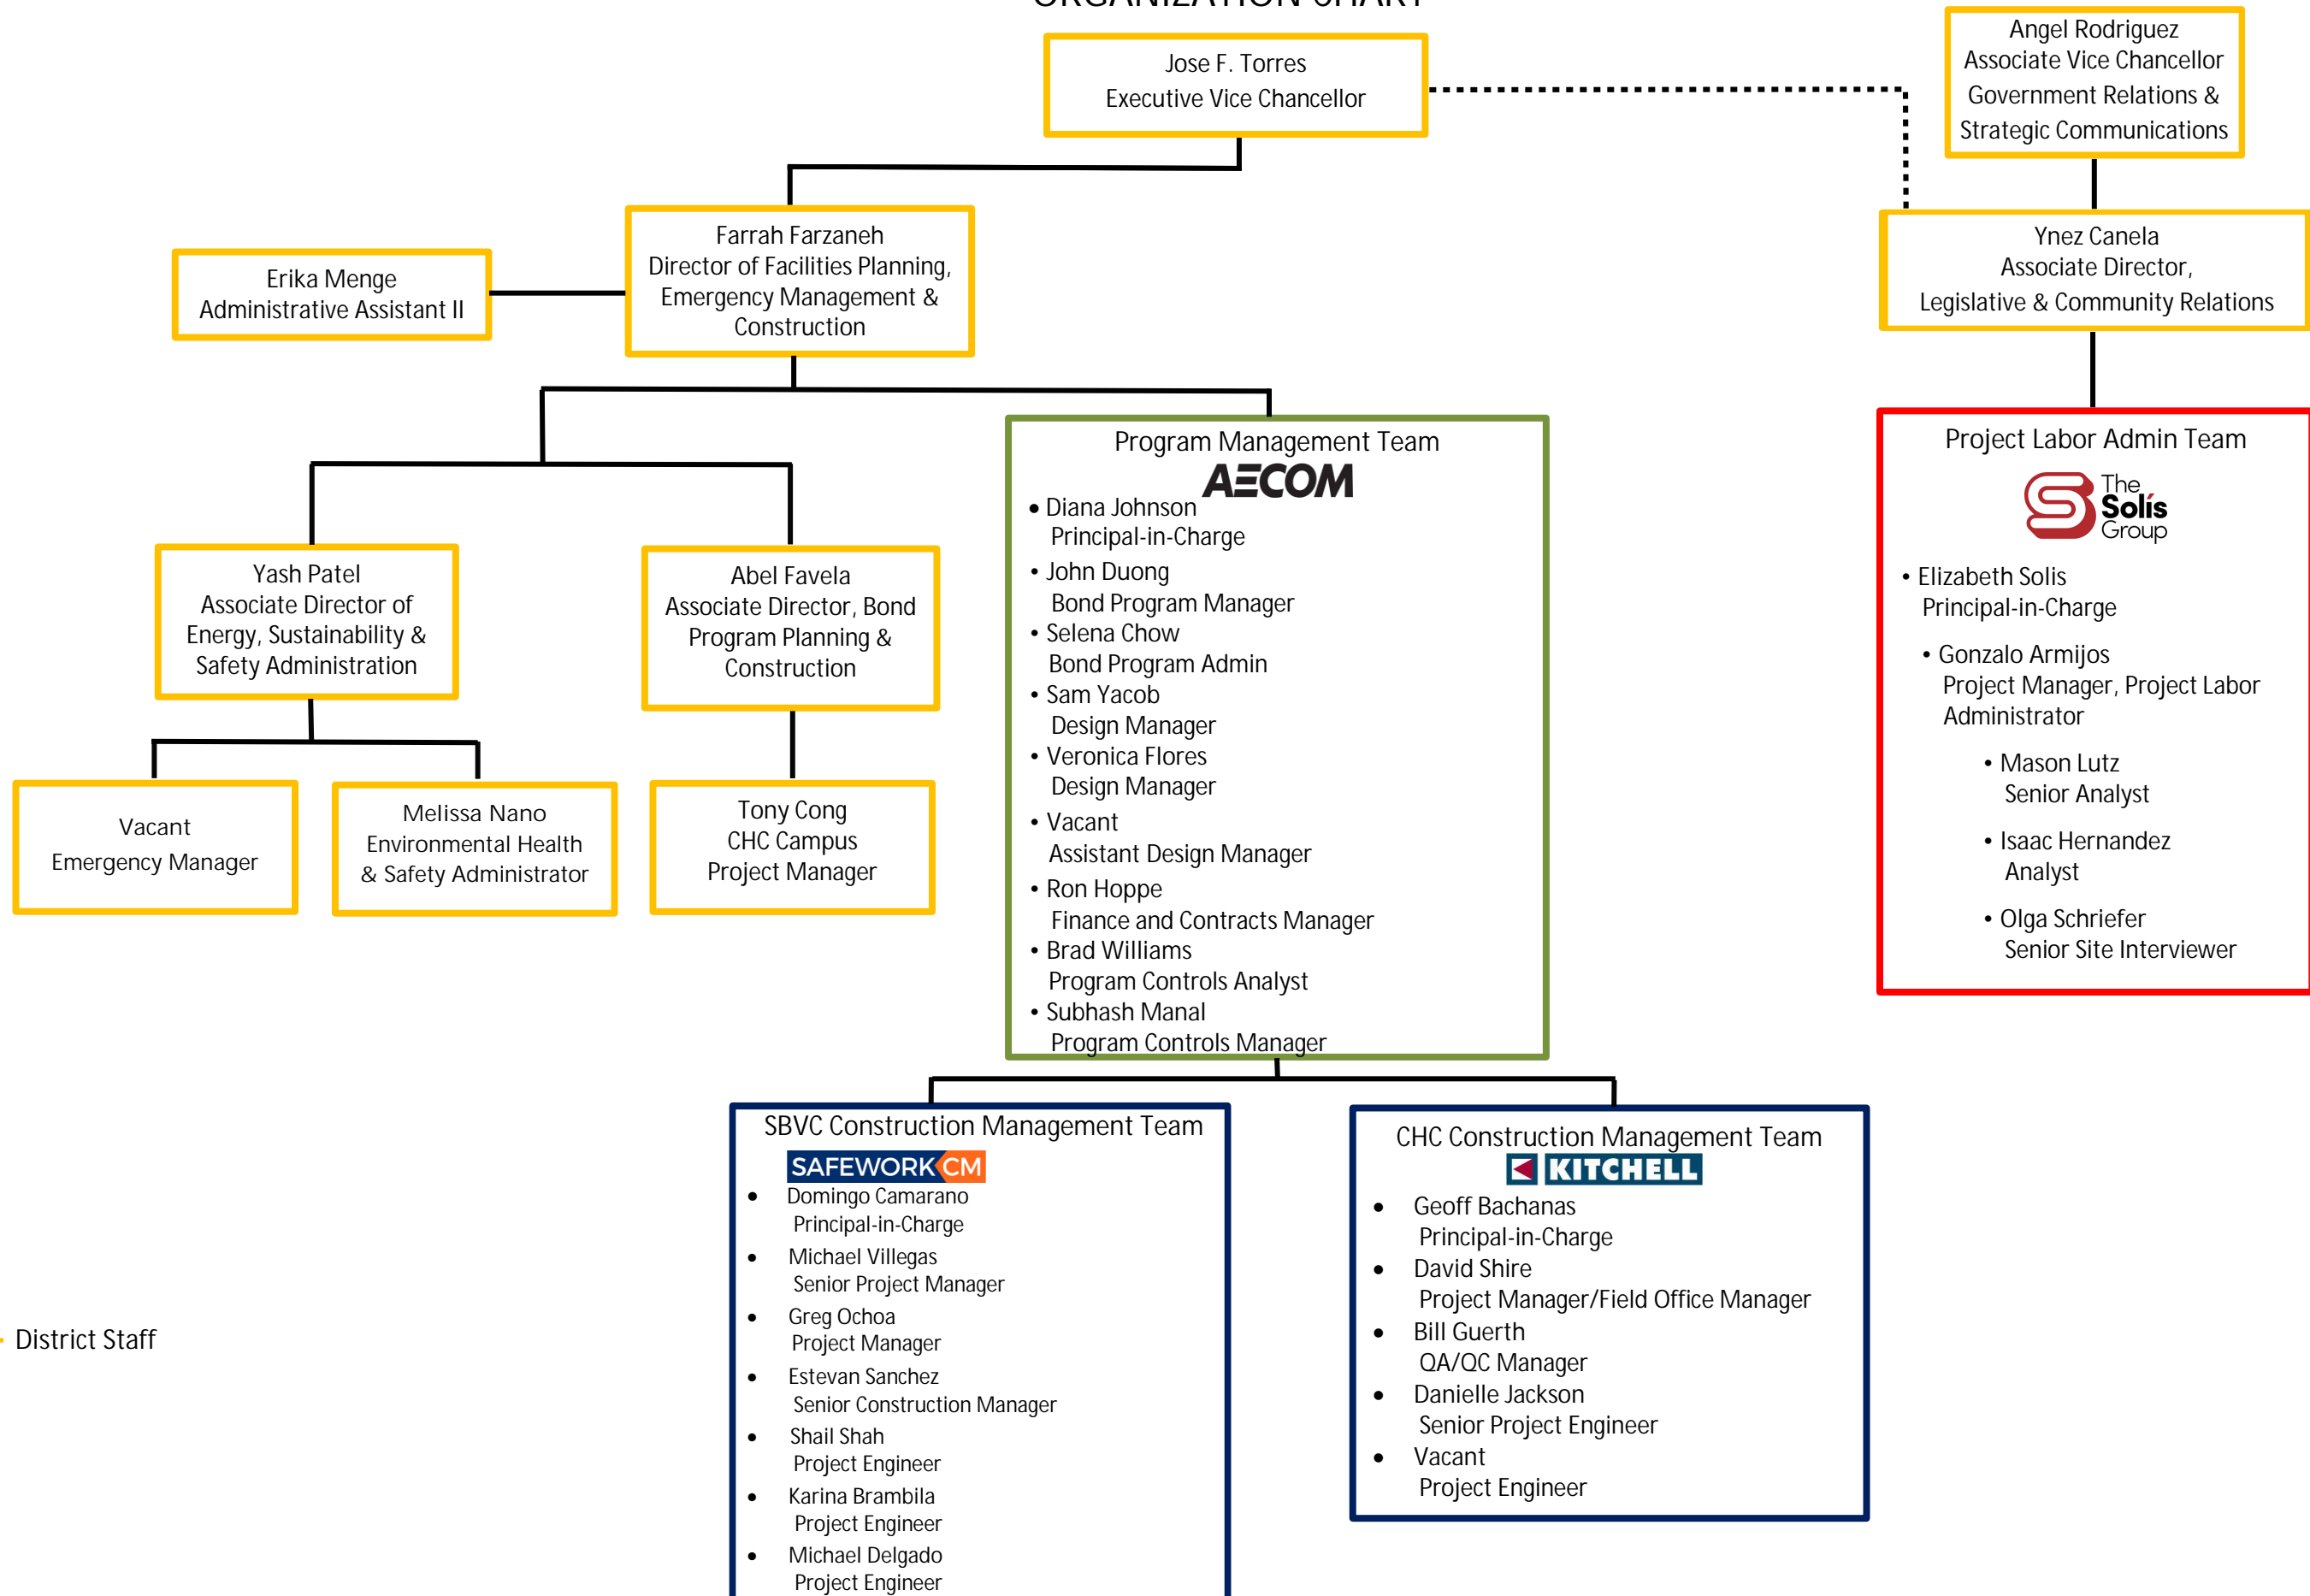 ORGANIZATION CHART
Jose F. Torres
Executive Vice Chancellor
Angel Rodriguez
Associate Vice Chancellor
Government Relations &
Strategic Communications
Farrah Farzaneh
Director of Facilities Planning,
Emergency Management &
Construction
Erika Menge
Administrative Assistant II
Ynez Canela
Associate Director,
Legislative & Community Relations
Yash Patel
Associate Director of
Energy, Sustainability &
Safety Administration
Abel Favela
Associate Director, Bond
Program Planning &
Construction
Vacant
Emergency Manager
Melissa Nano
Environmental Health
& Safety Administrator
Tony Cong
CHC Campus
Project Manager
Program Management Team
AECOM
• Diana Johnson
Principal-in-Charge
• John Duong
Bond Program Manager
• Selena Chow
Bond Program Admin
• Sam Yacob
Design Manager
• Veronica Flores
Design Manager
• Vacant
Assistant Design Manager
• Ron Hoppe
Finance and Contracts Manager
• Brad Williams
Program Controls Analyst
• Subhash Manal
Program Controls Manager
Project Labor Admin Team
The
Solís
Group
• Elizabeth Solis
Principal-in-Charge
• Gonzalo Armijos
Project Manager, Project Labor
Administrator
• Mason Lutz
Senior Analyst
• Isaac Hernandez
Analyst
• Olga Schriefer
Senior Site Interviewer
SBVC Construction Management Team
SAFEWORK CM
• Domingo Camarano
Principal-in-Charge
• Michael Villegas
Senior Project Manager
• Greg Ochoa
Project Manager
• Estevan Sanchez
Senior Construction Manager
• Shail Shah
Project Engineer
• Karina Brambila
Project Engineer
• Michael Delgado
Project Engineer
CHC Construction Management Team
KITCHELL
• Geoff Bachanas
Principal-in-Charge
• David Shire
Project Manager/Field Office Manager
• Bill Guerth
QA/QC Manager
• Danielle Jackson
Senior Project Engineer
• Vacant
Project Engineer
District Staff